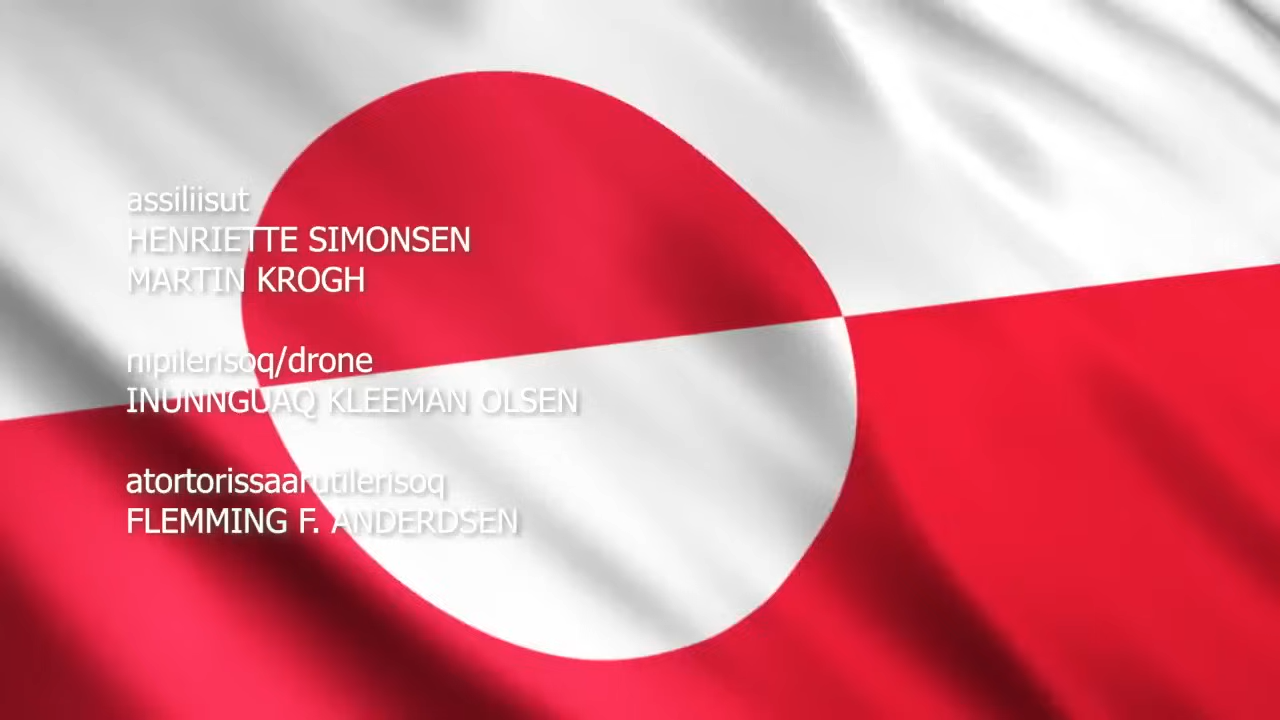 assiliisut
HENRIETTE SIMONSEN
MARTIN KROGH
nipilerisoq/drone
INUNNGUAQ KLEEMAN OLSEN
atortorissaarutilerisoq
FLEMMING F. ANDERDSEN